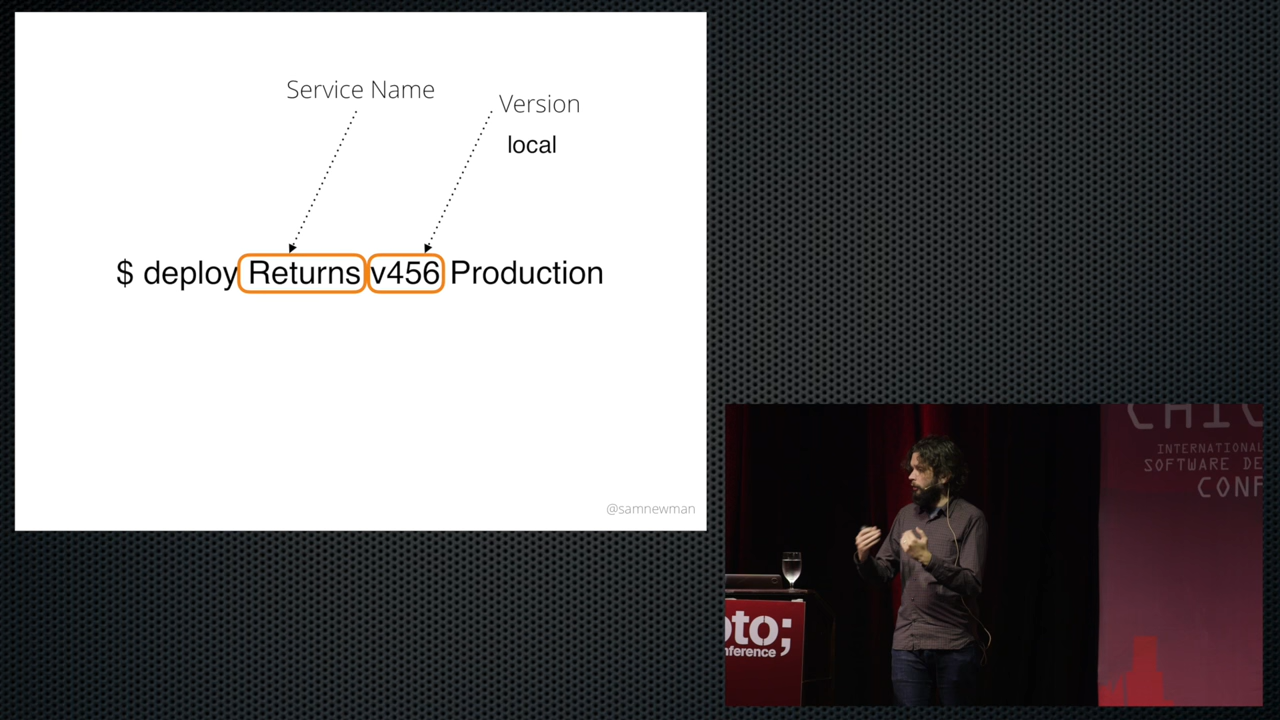 Service Name
Version
local
$ deploy Returns v456 Production
@samnewman
INTERNATIONAL
SOFTWARE DE
CONF
oto;
nference